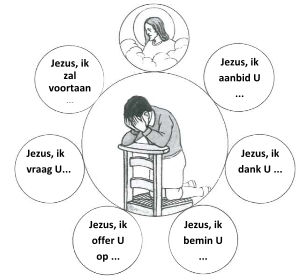 Jezus, ik
zal
voortaan
...
Jezus, ik
aanbid U
...
Jezus, ik
vraag U...
Jezus, ik
dank U ...
Jezus, ik
offer U
op ...
Jezus, ik
bemin U
...